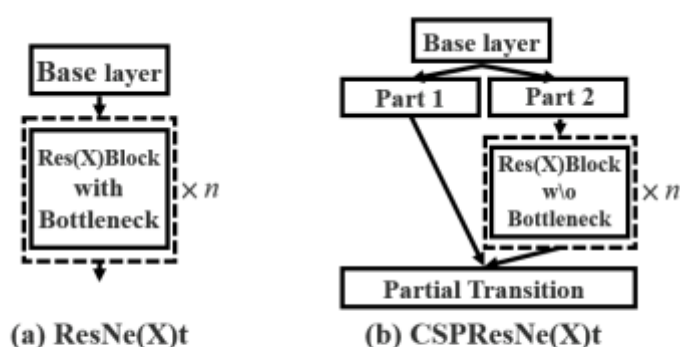 Base layer
Res(X)Block
with
Bottleneck
× n
(a) ResNe(X)t
Base layer
Part 1
Part 2
Res(X)Block
w\o
Bottleneck
× n
Partial Transition
(b) CSPResNe(X)t